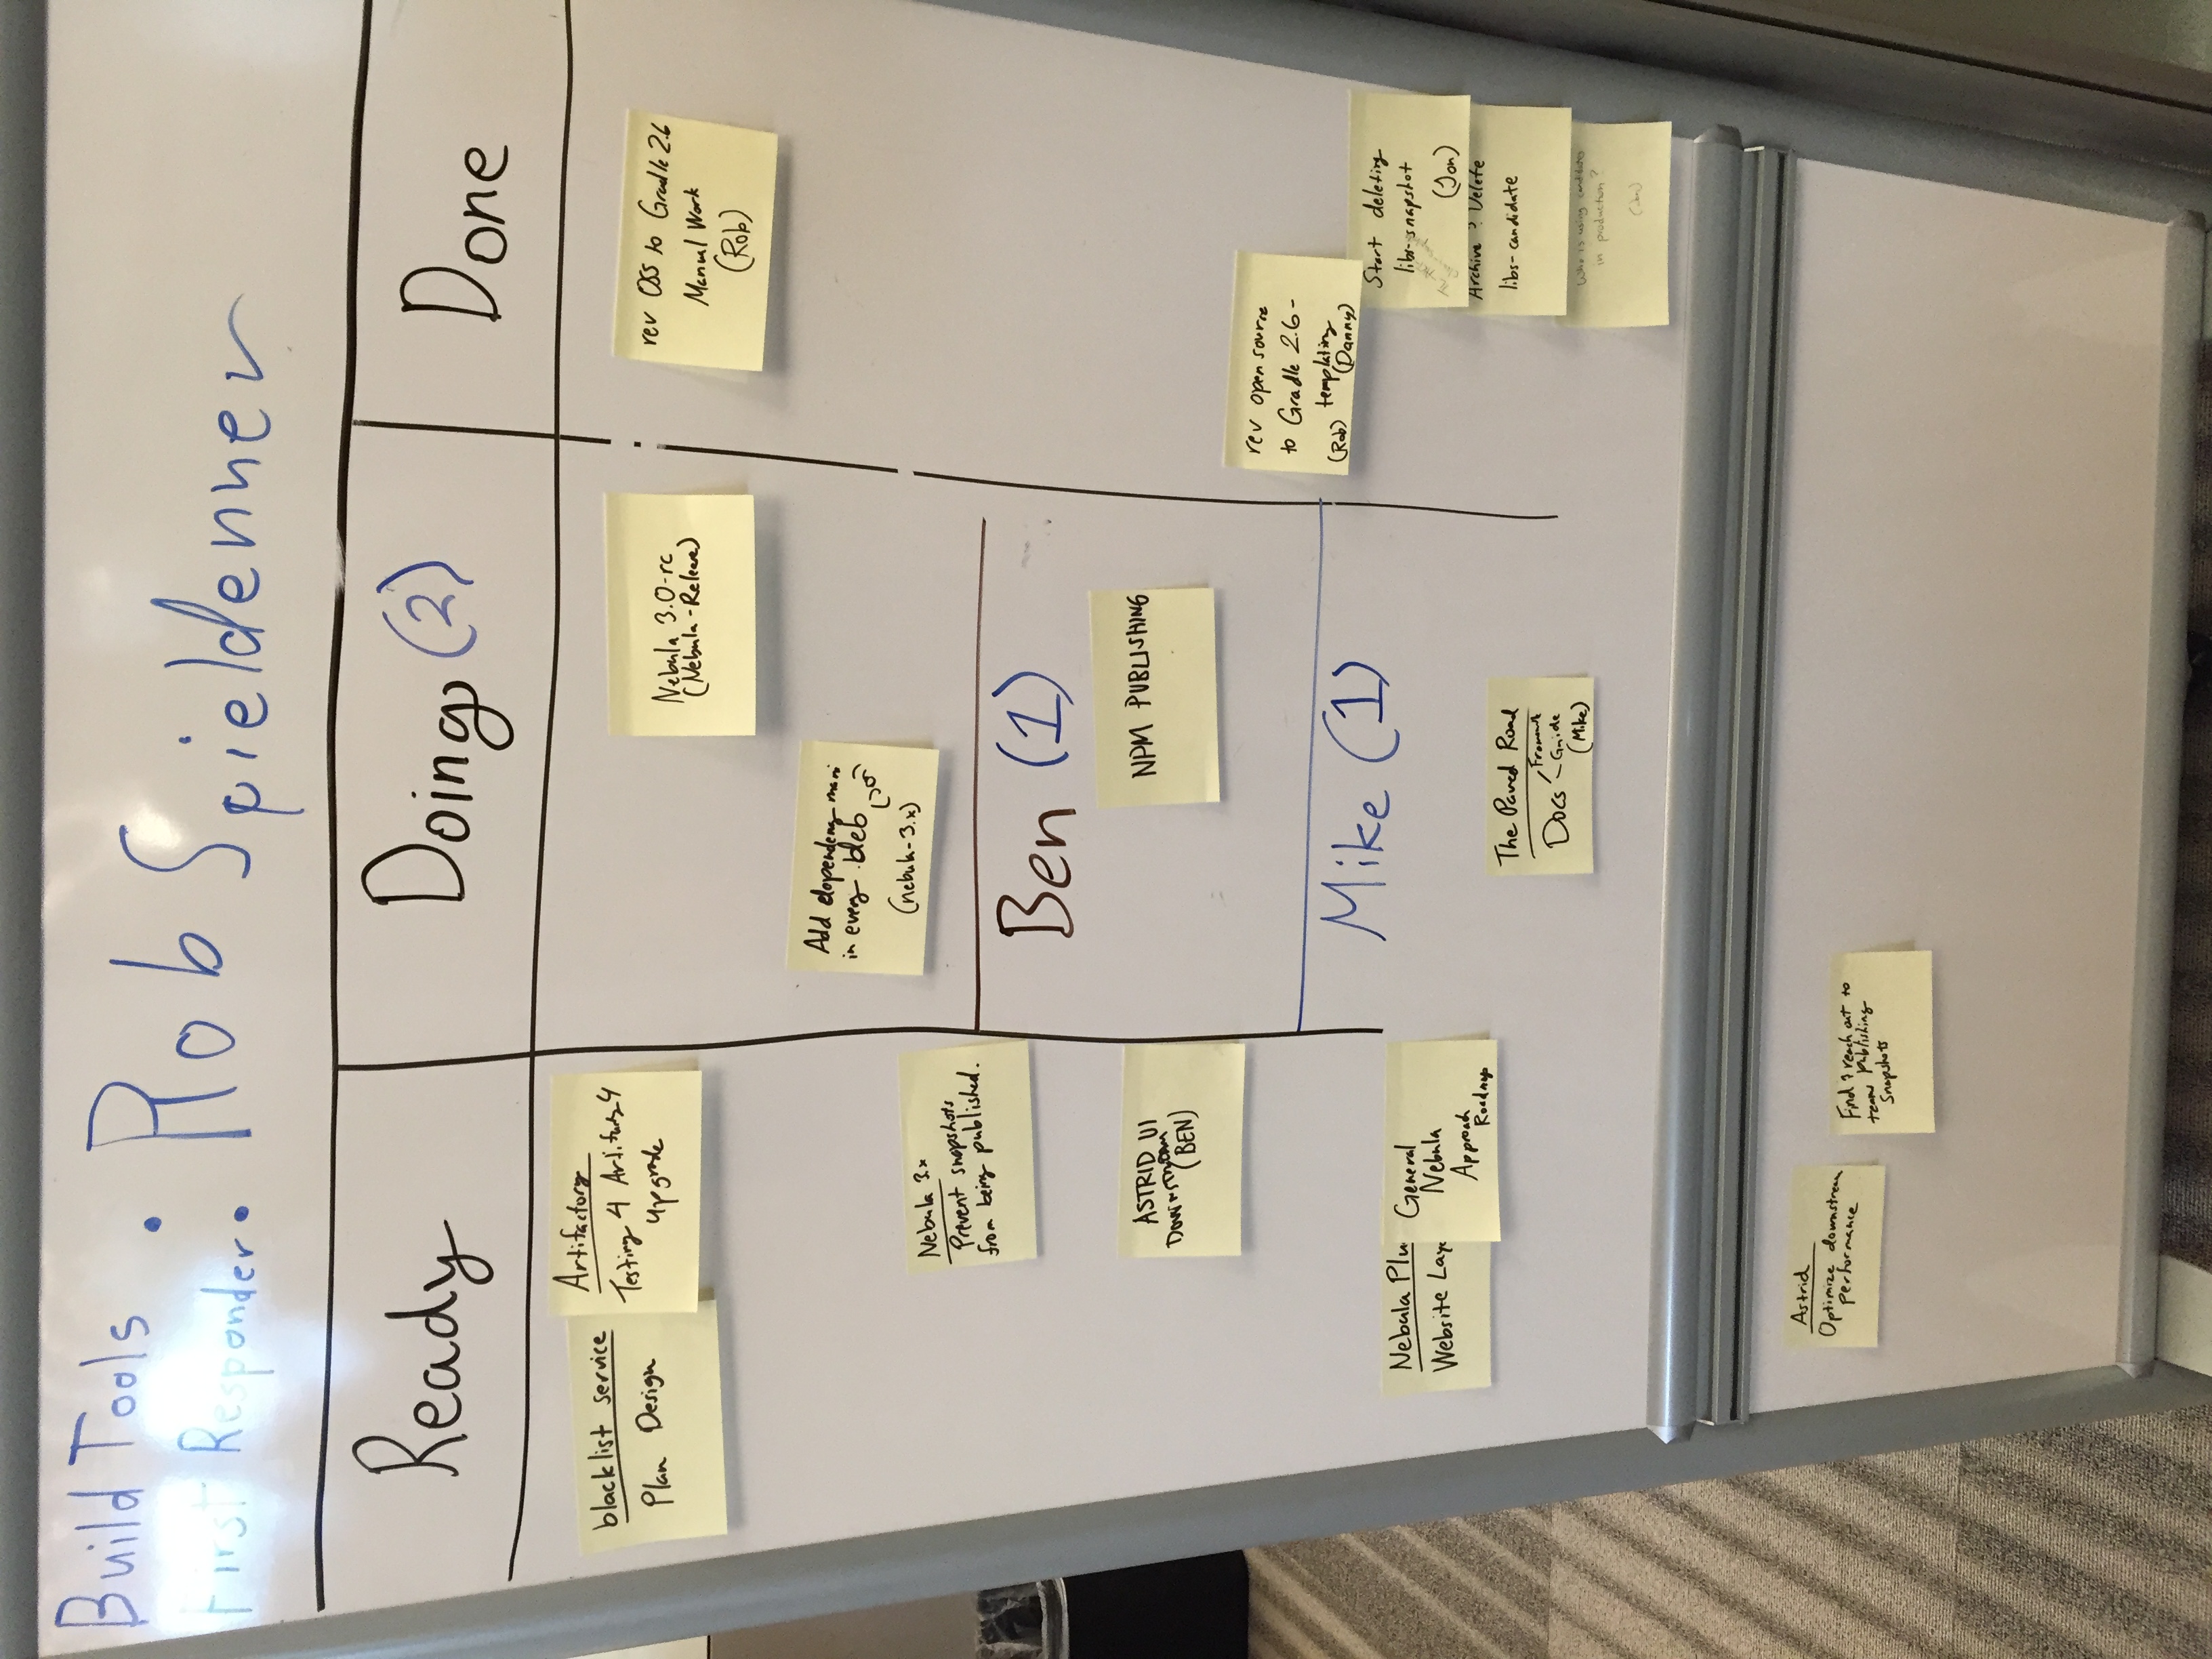 Build Tools
First Responder:
Rob Spieldenner
Ready
Doing (2)
Done
blacklist service
Plan Design
Artifactory
Testing 4 Artifactory 4
upgrade
Nebula 3.x
Prevent snapshots
from being published.
ASTRID UI
DOWNSTREAM
(BEN)
Nebula Plu
Website Lay
General
Nebula
Approach
Roadmap
Nebula 3.0-rc
(Nebula-Release)
Add dependency
in every
(nebula-3.x)
Ben (1)
NPM PUBLISHING
Mike (1)
The Paved Road
Docs
Guide
(Mike)
rev OSS to Gradle 2.6
Manual Work
(Rob)
rev open source
to Gradle 2.6-
templating
(Rob) (Danny)
Start deleting
libs-snapshot
(Jon)
Archive & Delete
libs-candidate
Who is using candidates
in production?
(Jon)
Astrid
Optimize downstream
performance
Find & reach out to
teams publishing
snapshots